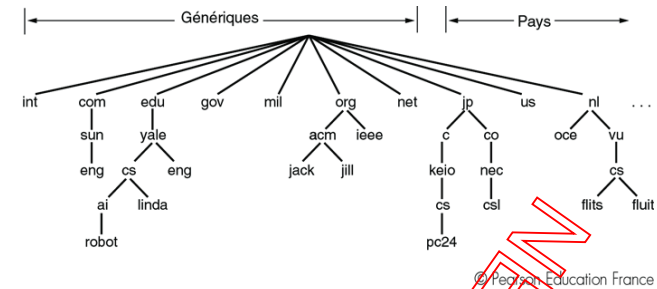 Génériques Pays
int com edu gov mil org net jp us nl ...
sun yale acm ieee c co oce vu
eng cs eng jack jill keio nec cs
ai linda cs csl flits fluit
robot pc24
© Pearson Education France